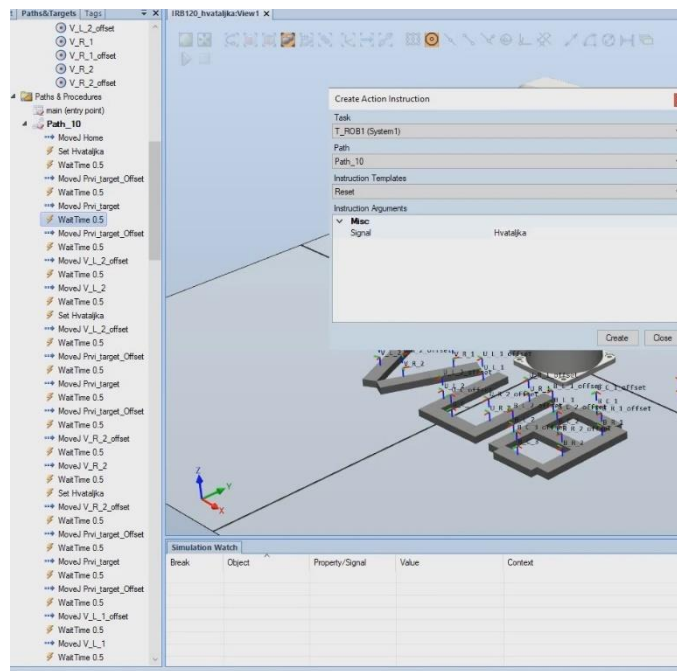 Paths&Targets Tags
IRB120_hvataljka:View1
V_L_2_offset
V_R_1
V_R_1_offset
V_R_2
V_R_2_offset
Paths & Procedures
main (entry point)
Path_10
MoveJ Home
Set Hvataljka
WaitTime 0.5
MoveJ Prvi_target_Offset
WaitTime 0.5
MoveJ Prvi_target
WaitTime 0.5
MoveJ Prvi_target_Offset
WaitTime 0.5
MoveJ V_L_2_offset
WaitTime 0.5
MoveJ V_L_2
WaitTime 0.5
Set Hvataljka
MoveJ V_L_2_offset
WaitTime 0.5
MoveJ Prvi_target_Offset
WaitTime 0.5
MoveJ Prvi_target
WaitTime 0.5
MoveJ Prvi_target_Offset
WaitTime 0.5
MoveJ V_R_2_offset
WaitTime 0.5
MoveJ V_R_2
WaitTime 0.5
Set Hvataljka
MoveJ V_R_2_offset
WaitTime 0.5
MoveJ Prvi_target_Offset
WaitTime 0.5
MoveJ Prvi_target
WaitTime 0.5
MoveJ Prvi_target_Offset
WaitTime 0.5
MoveJ V_L_1_offset
WaitTime 0.5
MoveJ V_L_1
WaitTime 0.5
Create Action Instruction
Task
T_ROB1 (System1)
Path
Path_10
Instruction Templates
Reset
Instruction Arguments
Misc
Signal Hvataljka
Create Close
Z
Y
X
Simulation Watch
Break Object Property/Signal Value Context